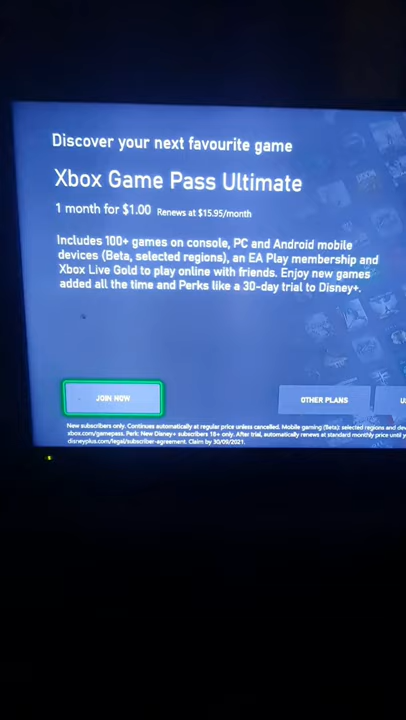 Discover your next favourite game
Xbox Game Pass Ultimate
1 month for $1.00 Renews at $15.95/month
Includes 100+ games on console, PC and Android mobile
devices (Beta, selected regions), an EA Play membership and
Xbox Live Gold to play online with friends. Enjoy new games
added all the time and Perks like a 30-day trial to Disney+.
JOIN NOW
OTHER PLANS
New subscribers only. Continues automatically at regular price unless cancelled. Mobile gaming (Beta): selected regions and
xbox.com/gamepass. Perk: New Disney+ subscribers 18+ only. After trial, automatically renews at standard monthly price until
disneyplus.com/legal/subscriber-agreement. Claim by 30/09/2021.